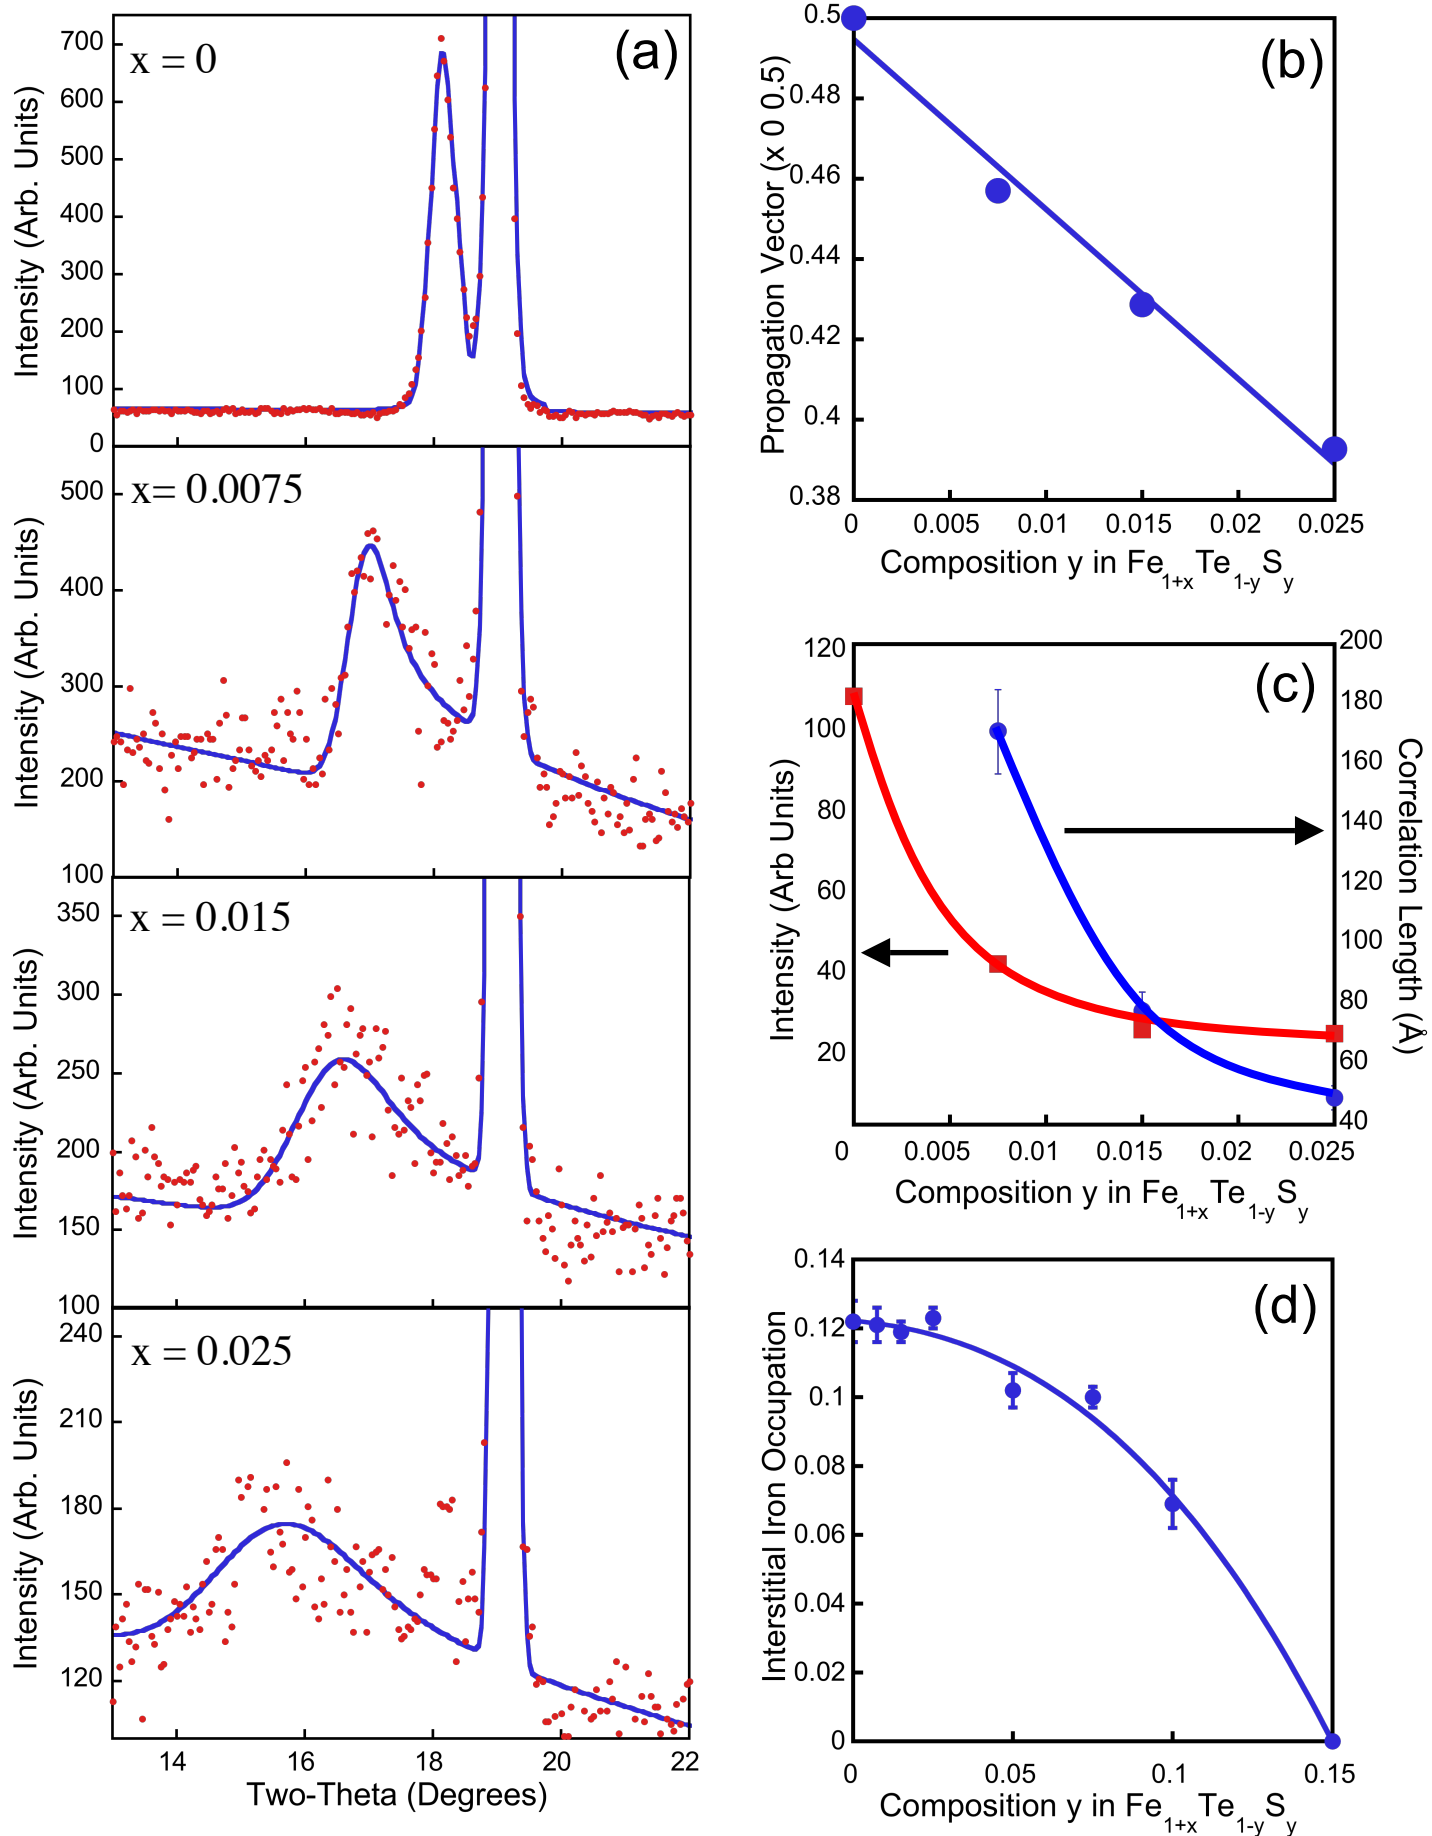 (a)
x = 0
Intensity (Arb. Units)
700
600
500
400
300
200
100
0
x= 0.0075
Intensity (Arb. Units)
500
400
300
200
100
x = 0.015
Intensity (Arb. Units)
350
300
250
200
150
100
x = 0.025
Intensity (Arb. Units)
240
210
180
150
120
14 16 18 20 22
Two-Theta (Degrees)
(b)
Propagation Vector (x 0 0.5)
0.5
0.48
0.46
0.44
0.42
0.4
0.38
0 0.005 0.01 0.015 0.02 0.025
Composition y in Fe1+xTe1-ySy
(c)
Intensity (Arb Units)
120
100
80
60
40
20
200
180
160
140
120
100
80
60
40
Correlation Length (Å)
0 0.005 0.01 0.015 0.02 0.025
Composition y in Fe1+xTe1-ySy
(d)
Interstitial Iron Occupation
0.14
0.12
0.1
0.08
0.06
0.04
0.02
0
0 0.05 0.1 0.15
Composition y in Fe1+xTe1-ySy